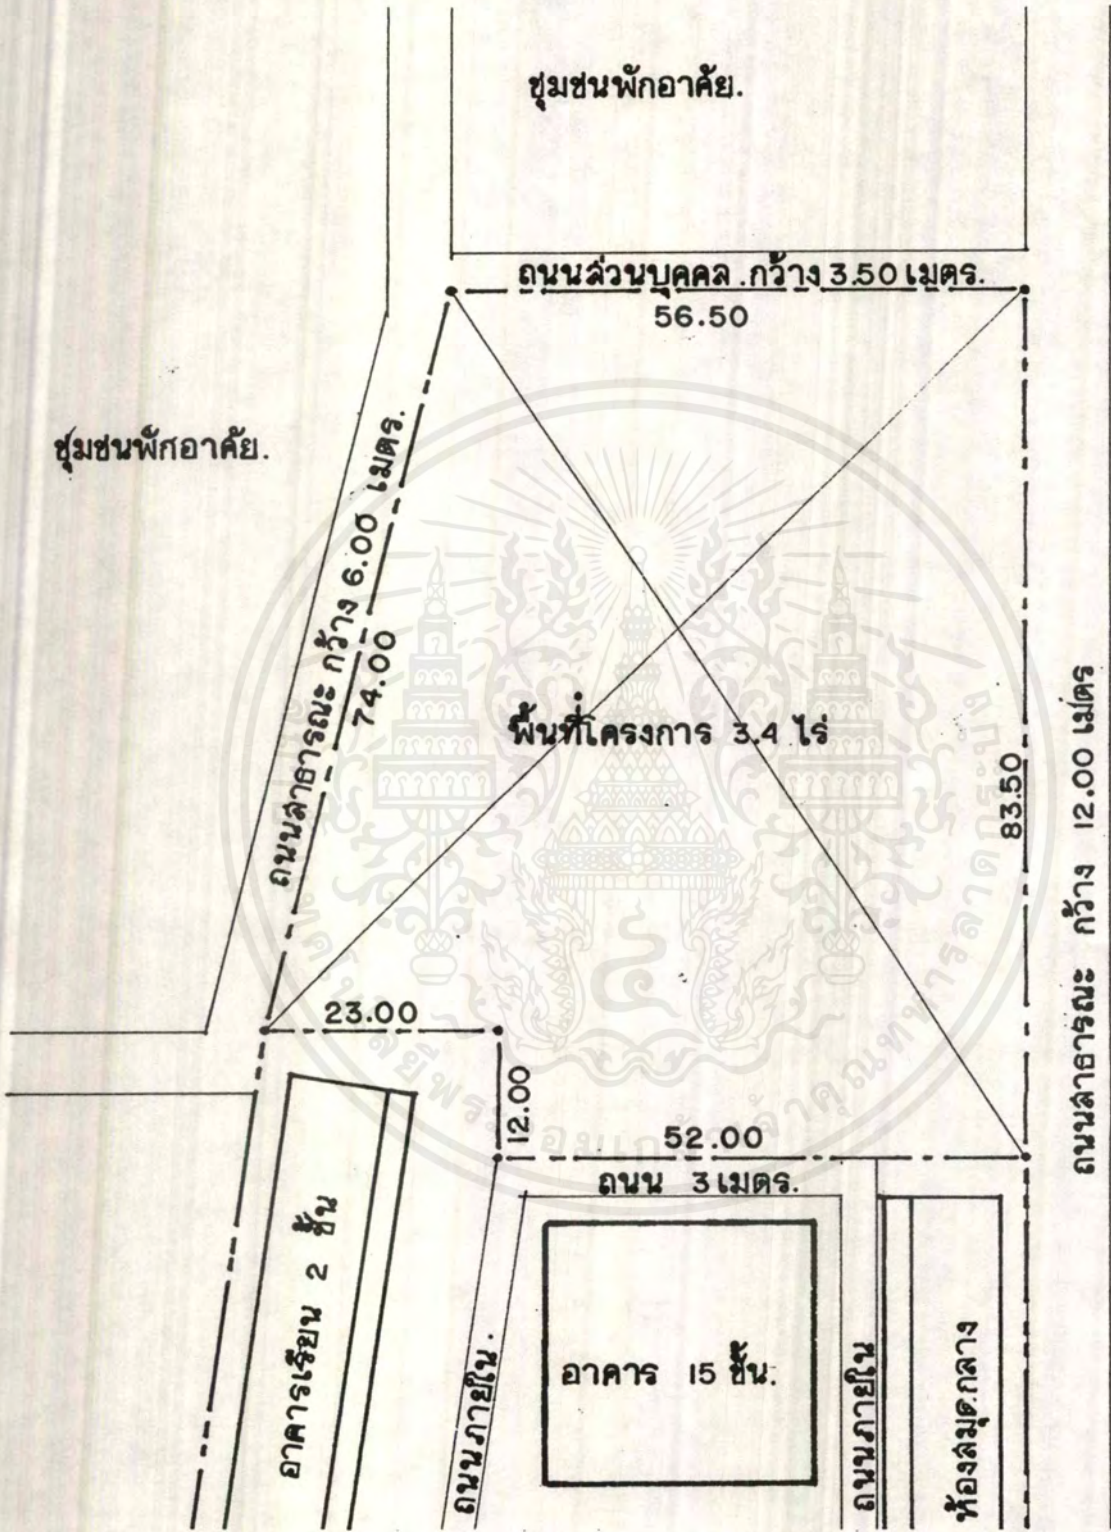 ชุมชนพักอาศัย.
ถนนส่วนบุคคล .กว้าง 3.50 เมตร.
56.50
ชุมชนพักอาศัย.
ถนนสาธารณะ กว้าง 6.00 เมตร.
74.00
พื้นที่โครงการ 3.4 ไร่
83.50
ถนนสาธารณะ กว้าง 12.00 เมตร
23.00
12.00
52.00
ถนน 3 เมตร.
อาคารเรียน 2 ชั้น
ถนนภายใน.
อาคาร 15 ชั้น.
ถนนภายใน
ห้องสมุดกลาง